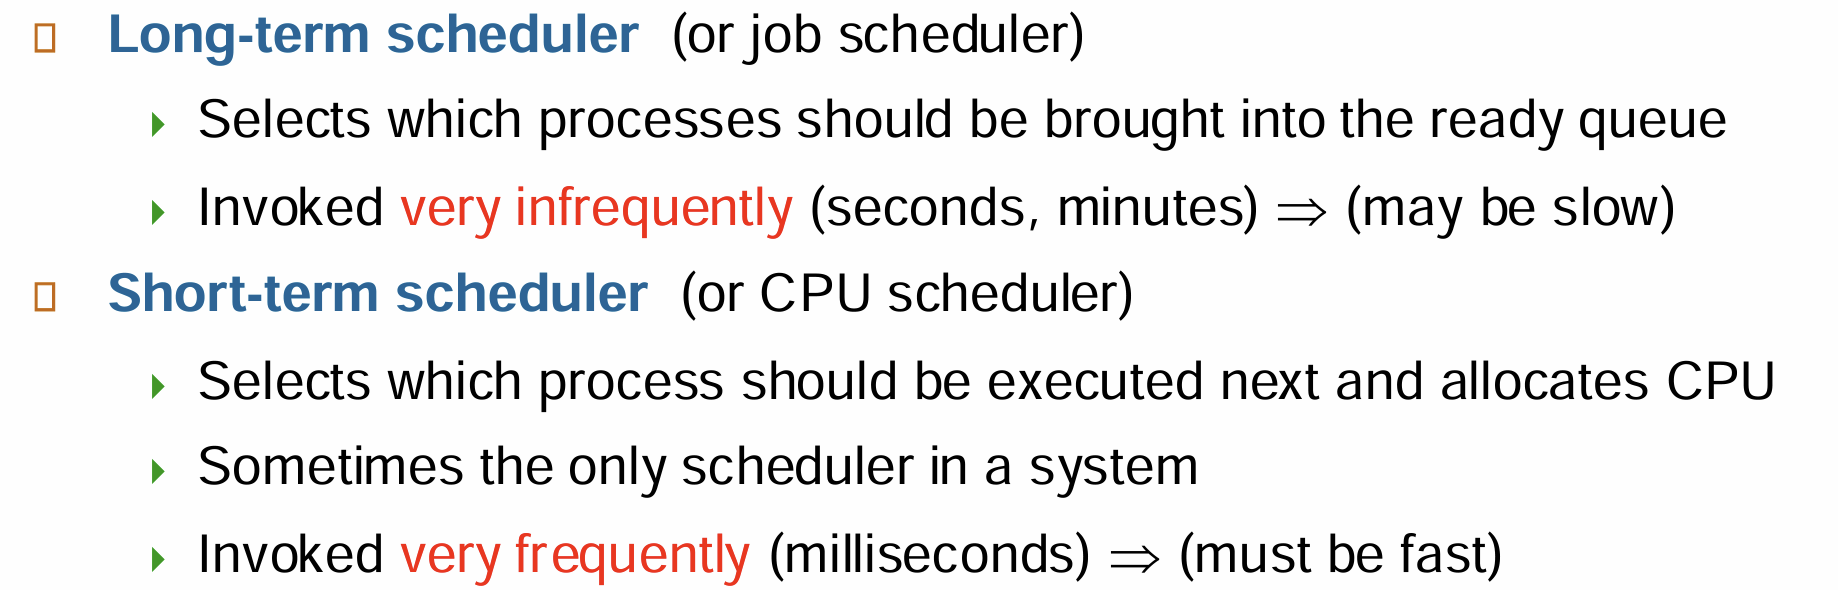 Long-term scheduler (or job scheduler)
Selects which processes should be brought into the ready queue
Invoked very infrequently (seconds, minutes) ⇒ (may be slow)
Short-term scheduler (or CPU scheduler)
Selects which process should be executed next and allocates CPU
Sometimes the only scheduler in a system
Invoked very frequently (milliseconds) ⇒ (must be fast)